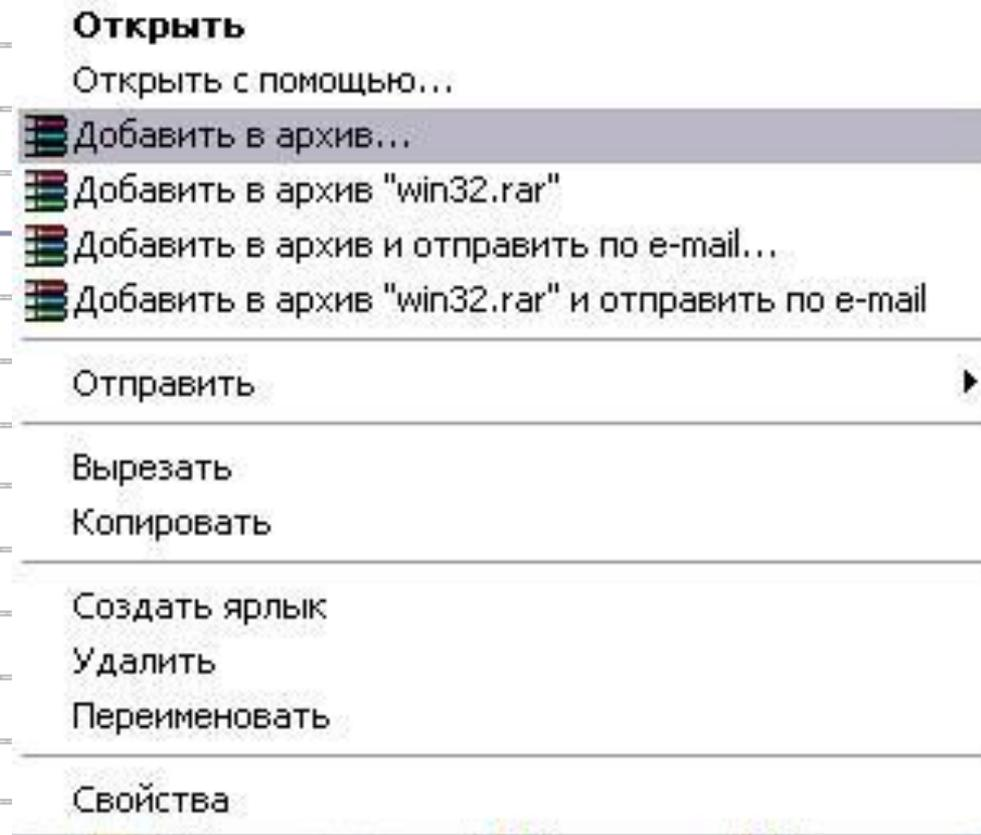 Открыть
Открыть с помощью...
Добавить в архив...
Добавить в архив "win32.rar"
Добавить в архив и отправить по e-mail...
Добавить в архив "win32.rar" и отправить по e-mail
Отправить
Вырезать
Копировать
Создать ярлык
Удалить
Переименовать
Свойства